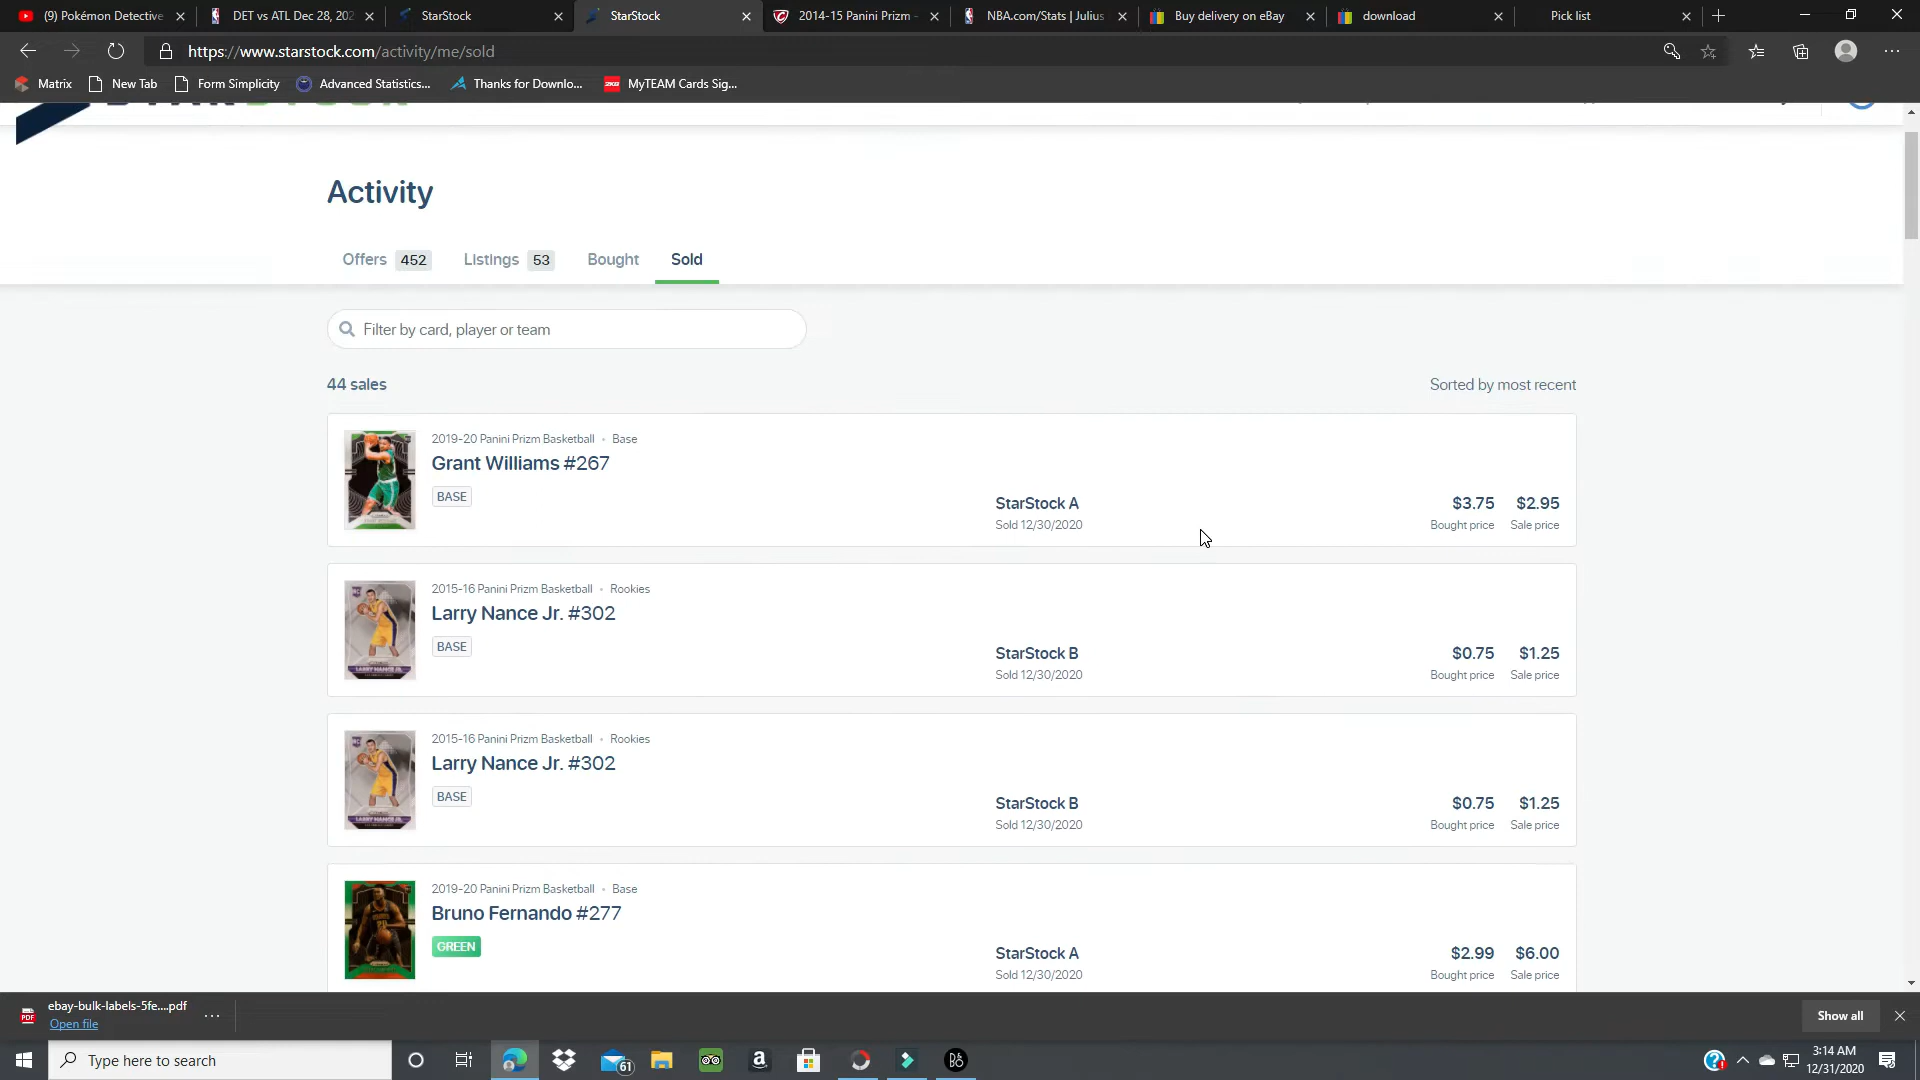 (9) Pokémon Detective
DET vs ATL Dec 28, 202
StarStock
StarStock
2014-15 Panini Prizm -
NBA.com/Stats | Julius
Buy delivery on eBay
download
Pick list
https://www.starstock.com/activity/me/sold
Matrix
New Tab
Form Simplicity
Advanced Statistics...
Thanks for Downlo...
MyTEAM Cards Sig...
Activity
Offers 452
Listings 53
Bought
Sold
Filter by card, player or team
44 sales
Sorted by most recent
2019-20 Panini Prizm Basketball • Base
Grant Williams #267
BASE
StarStock A
Sold 12/30/2020
$3.75 $2.95
Bought price Sale price
2015-16 Panini Prizm Basketball • Rookies
Larry Nance Jr. #302
BASE
StarStock B
Sold 12/30/2020
$0.75 $1.25
Bought price Sale price
2015-16 Panini Prizm Basketball • Rookies
Larry Nance Jr. #302
BASE
StarStock B
Sold 12/30/2020
$0.75 $1.25
Bought price Sale price
2019-20 Panini Prizm Basketball • Base
Bruno Fernando #277
GREEN
StarStock A
Sold 12/30/2020
$2.99 $6.00
Bought price Sale price
PDF
ebay-bulk-labels-5fe....pdf
Open file
Show all
Type here to search
61
3:14 AM
12/31/2020